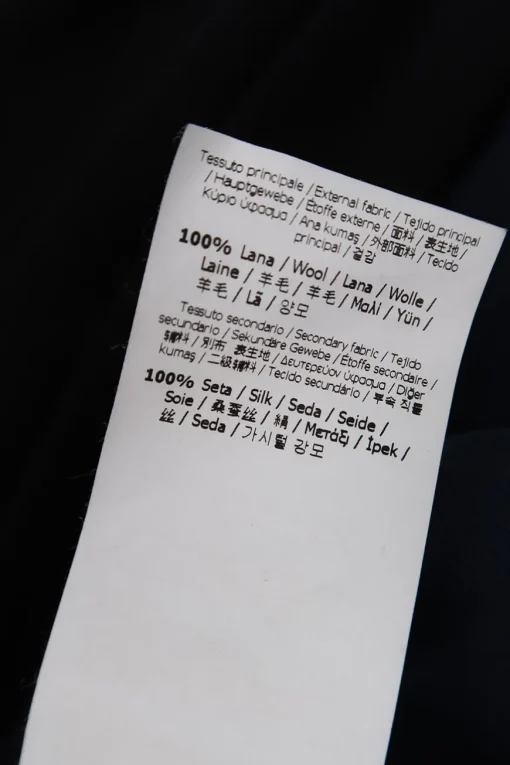 Tessuto principale / External fabric / Tejido principal
/ Hauptgewebe / Étoffe externe / 面料 / 表生地 /
Κύριο ύφασμα / Ana kumaş / 外部面料 / Tecido
principal / 겉감
100% Lana / Wool / Lana / Wolle /
Laine / 羊毛 / 羊毛 / Μαλί / Yün /
羊毛 / Lã / 양모
Tessuto secondario / Secondary fabric / Tejido
secundario / Sekundäre Gewebe / Étoffe secondaire /
辅料 / 別布 表生地 / Δευτερεύον ύφασμα / Diğer
kumaş / 二級輔料 / Tecido secundário / 부속 직물
100% Seta / Silk / Seda / Seide /
Soie / 桑蚕丝 / 絹 / Μετάξι / İpek /
丝 / Seda / 가시털 강모